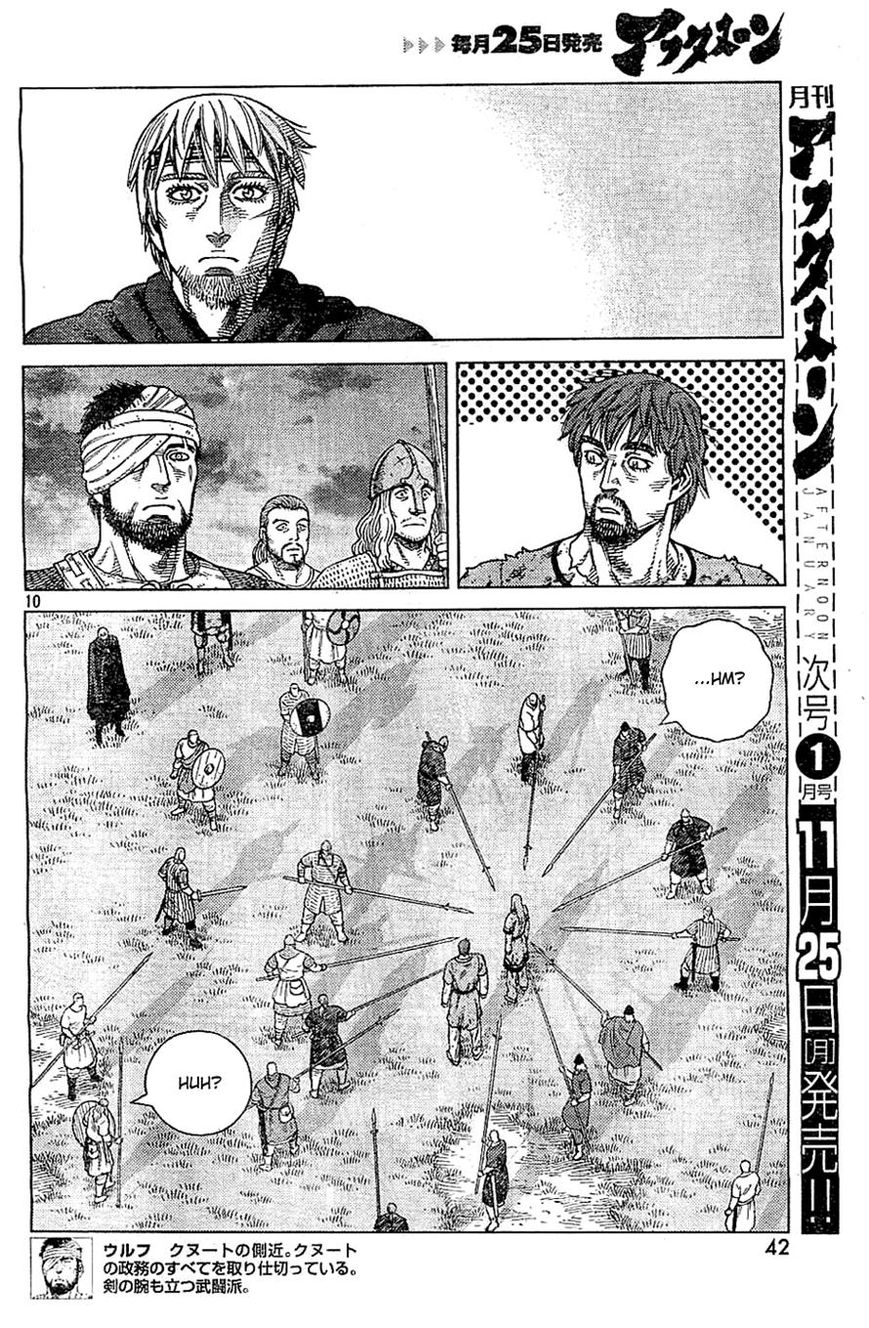 毎月25日発売 アフタヌーン
月刊
アフタヌーン
AFTERNOON
JANUARY
次号
1
月号
11月25日[月]発売!!
10
...HM?
HUH?
42
ウルフ クヌートの側近。クヌート
の政務のすべてを取り仕切っている。
剣の腕も立つ武闘派。